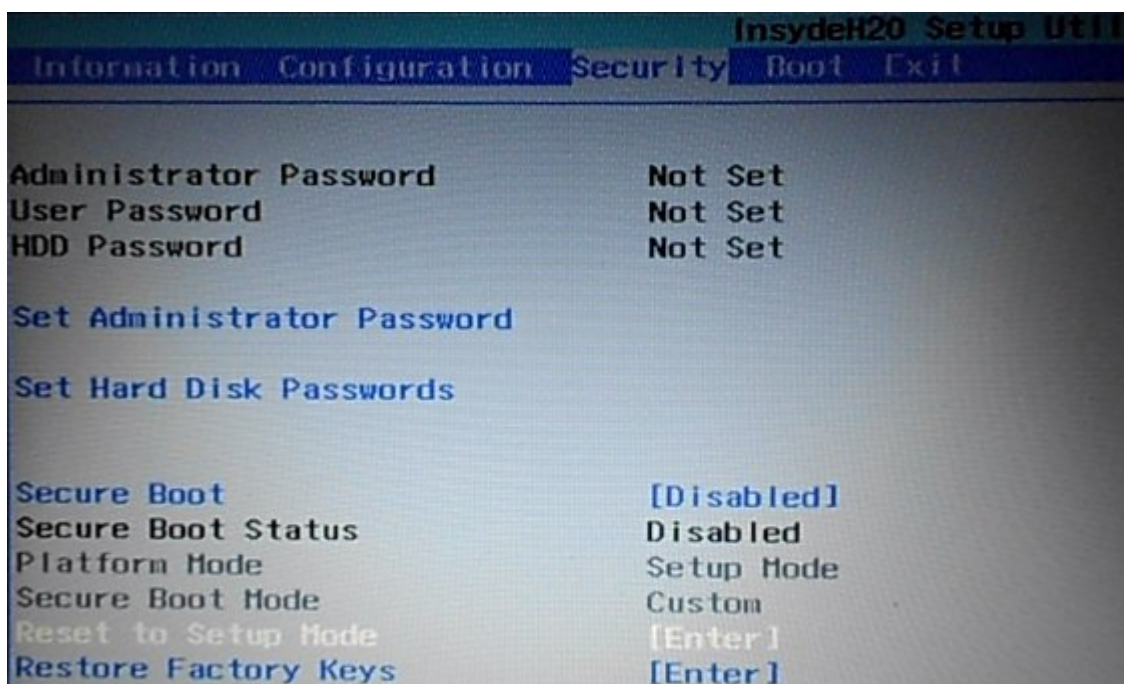 InsydeH20 Setup Util
Information Configuration Security Boot Exit
Administrator Password Not Set
User Password Not Set
HDD Password Not Set
Set Administrator Password
Set Hard Disk Passwords
Secure Boot [Disabled]
Secure Boot Status Disabled
Platform Mode Setup Mode
Secure Boot Mode Custom
Reset to Setup Mode [Enter]
Restore Factory Keys [Enter]